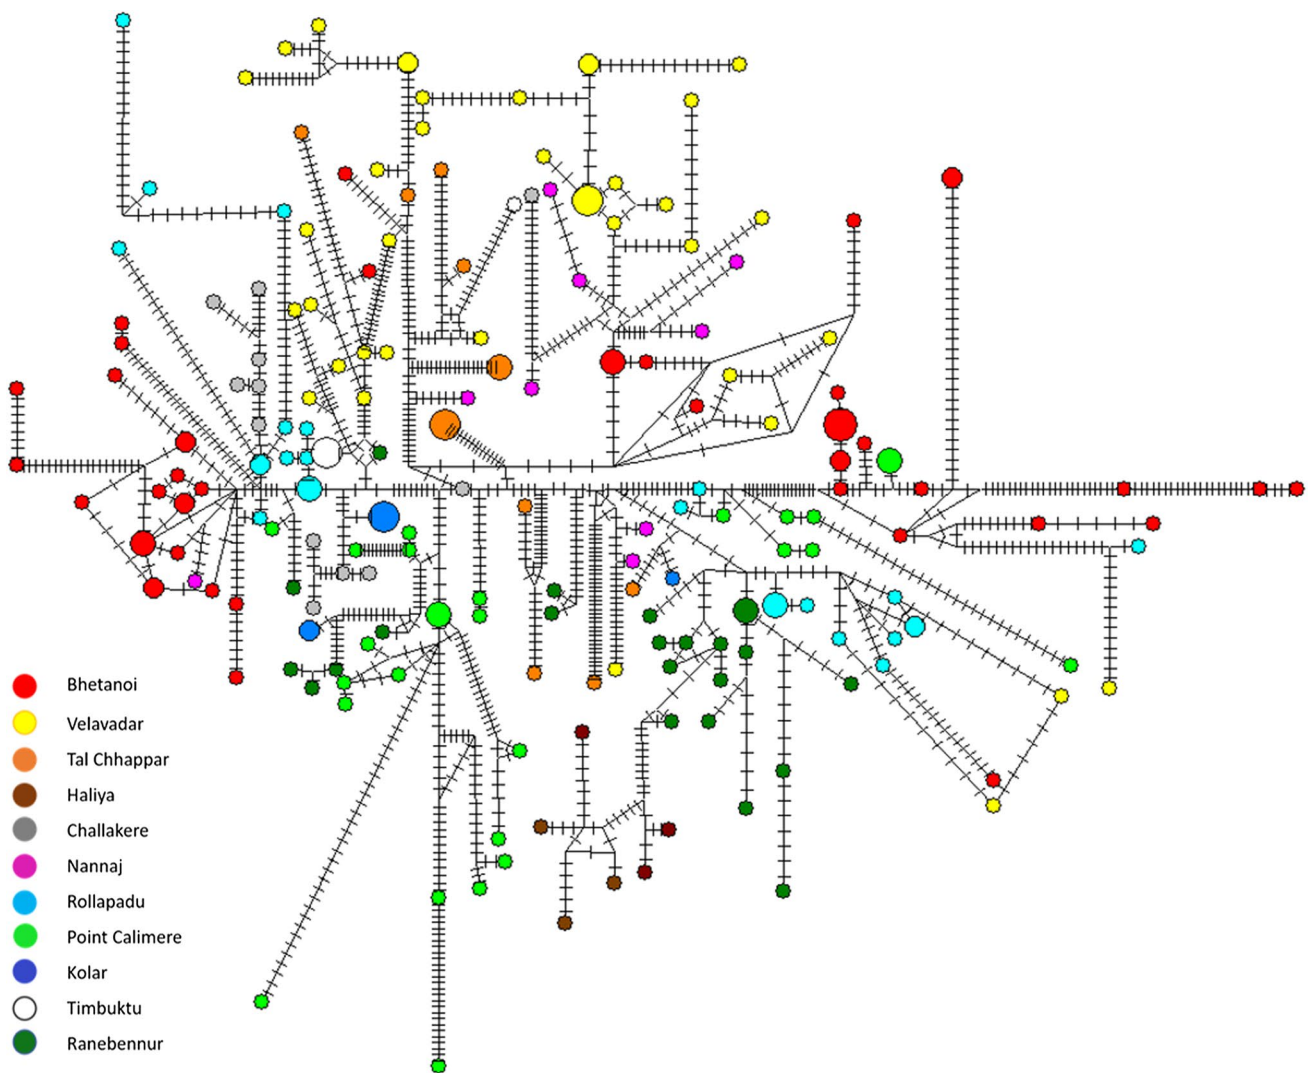 Bhetanoi
Velavadar
Tal Chhappar
Haliya
Challakere
Nannaj
Rollapadu
Point Calimere
Kolar
Timbuktu
Ranebennur